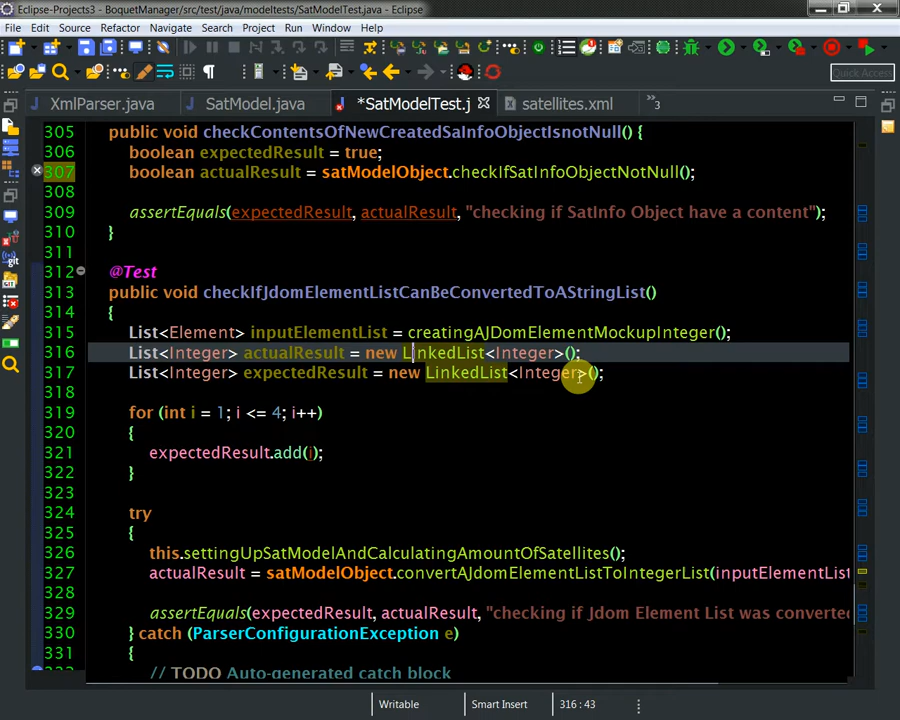 Eclipse-Projects3 - BoquetManager/src/test/java/modeltests/SatModelTest.java - Eclipse
File Edit Source Refactor Navigate Search Project Run Window Help
Quick Access
XmlParser.java SatModel.java *SatModelTest.j satellites.xml »3
305 public void checkContentsOfNewCreatedSaInfoObjectIsnotNull() {
306 boolean expectedResult = true;
307 boolean actualResult = satModelObject.checkIfSatInfoObjectNotNull();
308
309 assertEquals(expectedResult, actualResult, "checking if SatInfo Object have a content");
310 }
311
312 @Test
313 public void checkIfJdomElementListCanBeConvertedToAStringList()
314 {
315 List<Element> inputElementList = creatingAJDomElementMockupInteger();
316 List<Integer> actualResult = new LinkedList<Integer>();
317 List<Integer> expectedResult = new LinkedList<Integer>();
318
319 for (int i = 1; i <= 4; i++)
320 {
321 expectedResult.add(i);
322 }
323
324 try
325 {
326 this.settingUpSatModelAndCalculatingAmountOfSatellites();
327 actualResult = satModelObject.convertAJdomElementListToIntegerList(inputElementList
328
329 assertEquals(expectedResult, actualResult, "checking if Jdom Element List was converted
330 } catch (ParserConfigurationException e)
331 {
// TODO Auto-generated catch block
Writable Smart Insert 316 : 43